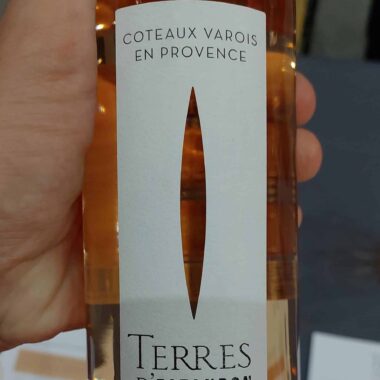 COTEAUX VAROIS
EN PROVENCE
TERRES